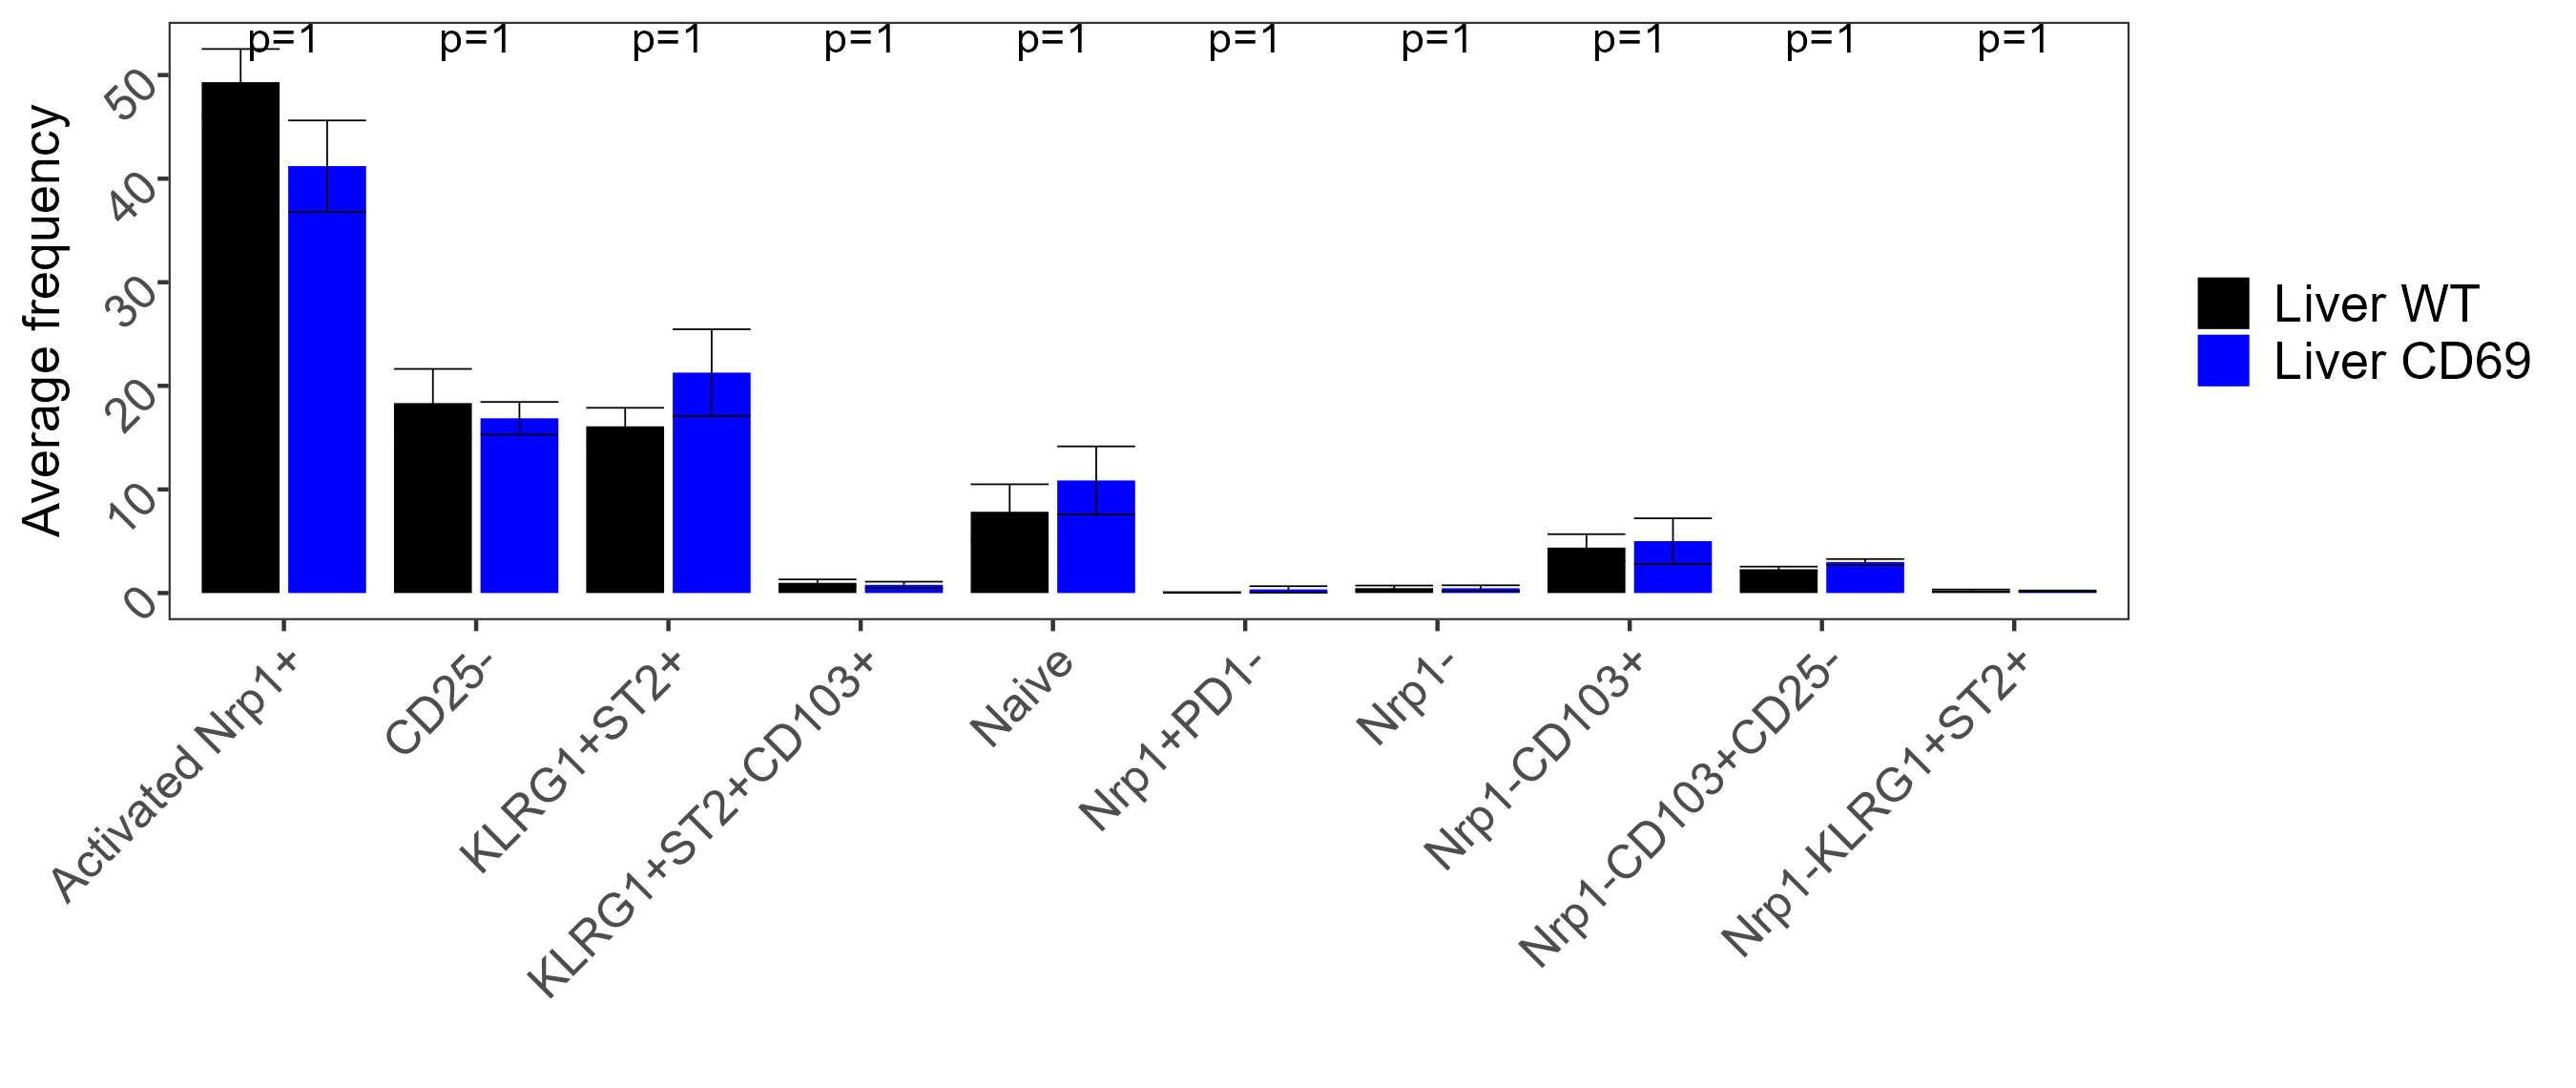 p=1 p=1 p=1 p=1 p=1 p=1 p=1 p=1 p=1 p=1
Average frequency
50
40
30
20
10
0
Liver WT
Liver CD69
Activated Nrp1+
CD25-
KLRG1+ST2+
KLRG1+ST2+CD103+
Naive
Nrp1+PD1-
Nrp1-
Nrp1-CD103+
Nrp1-CD103+CD25-
Nrp1-KLRG1+ST2+